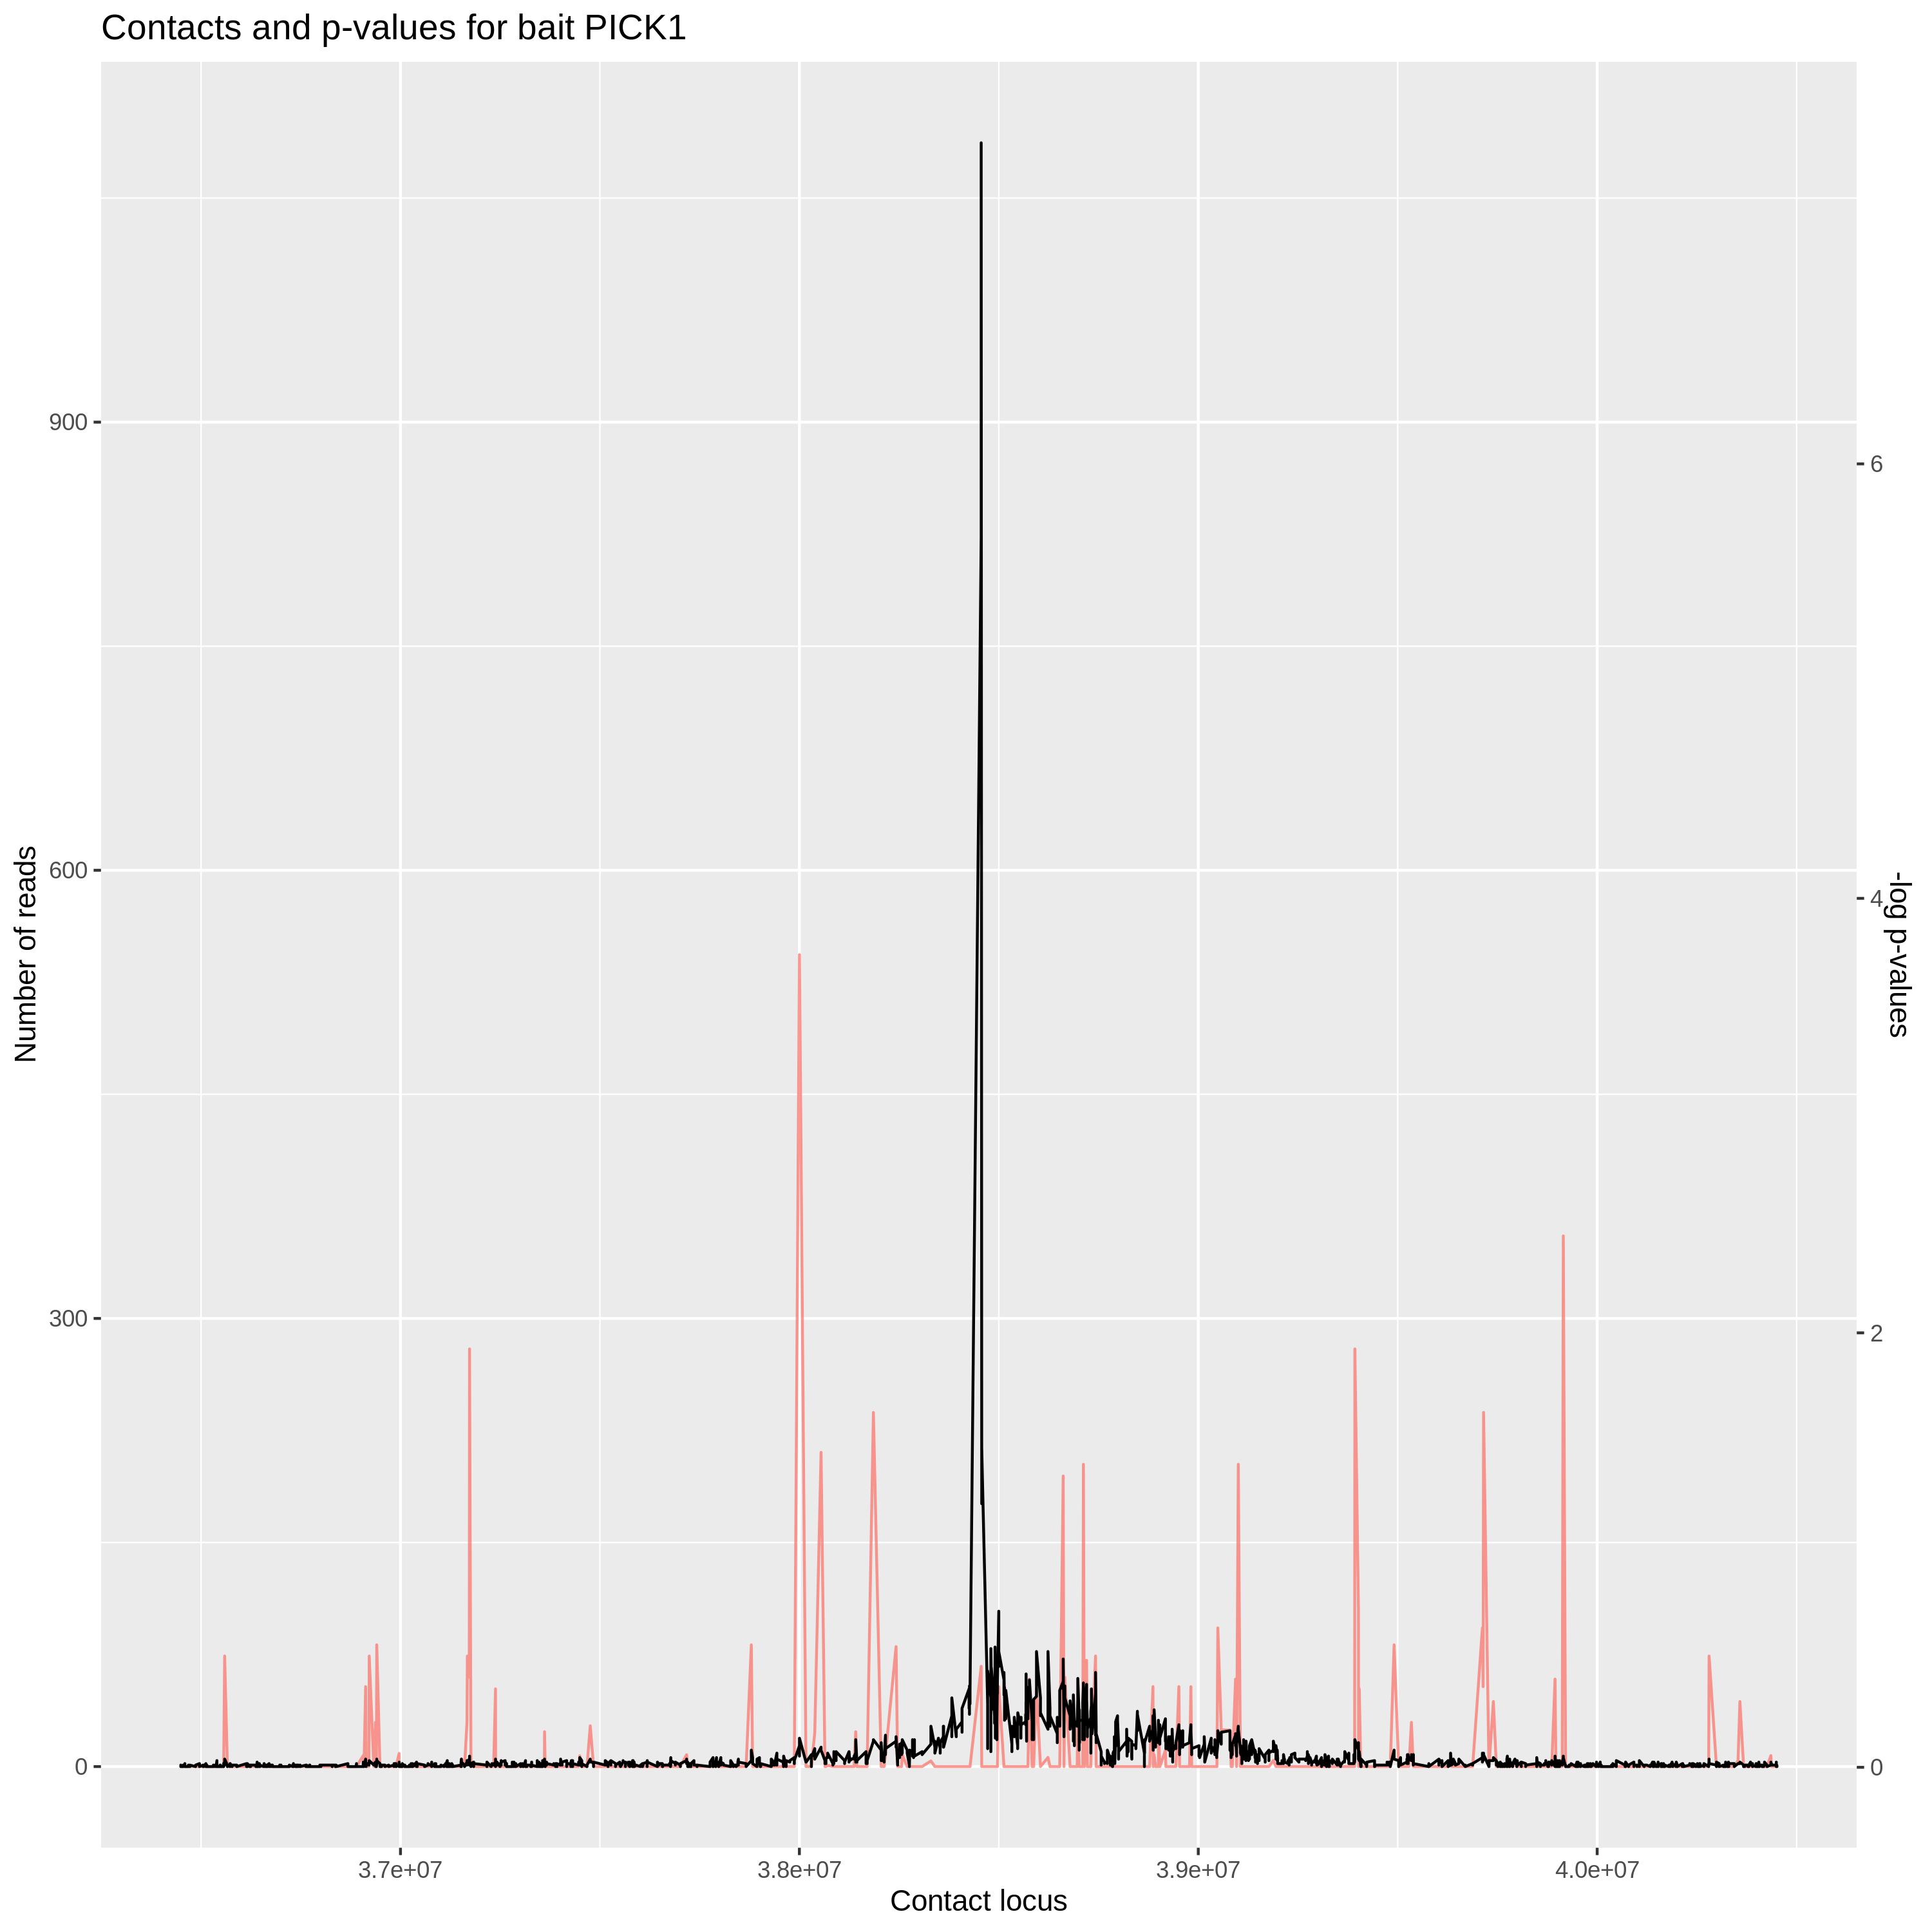 Contacts and p-values for bait PICK1
900
600
300
0
Number of reads
6
4
2
0
-log p-values
3.7e+07
3.8e+07
3.9e+07
4.0e+07
Contact locus